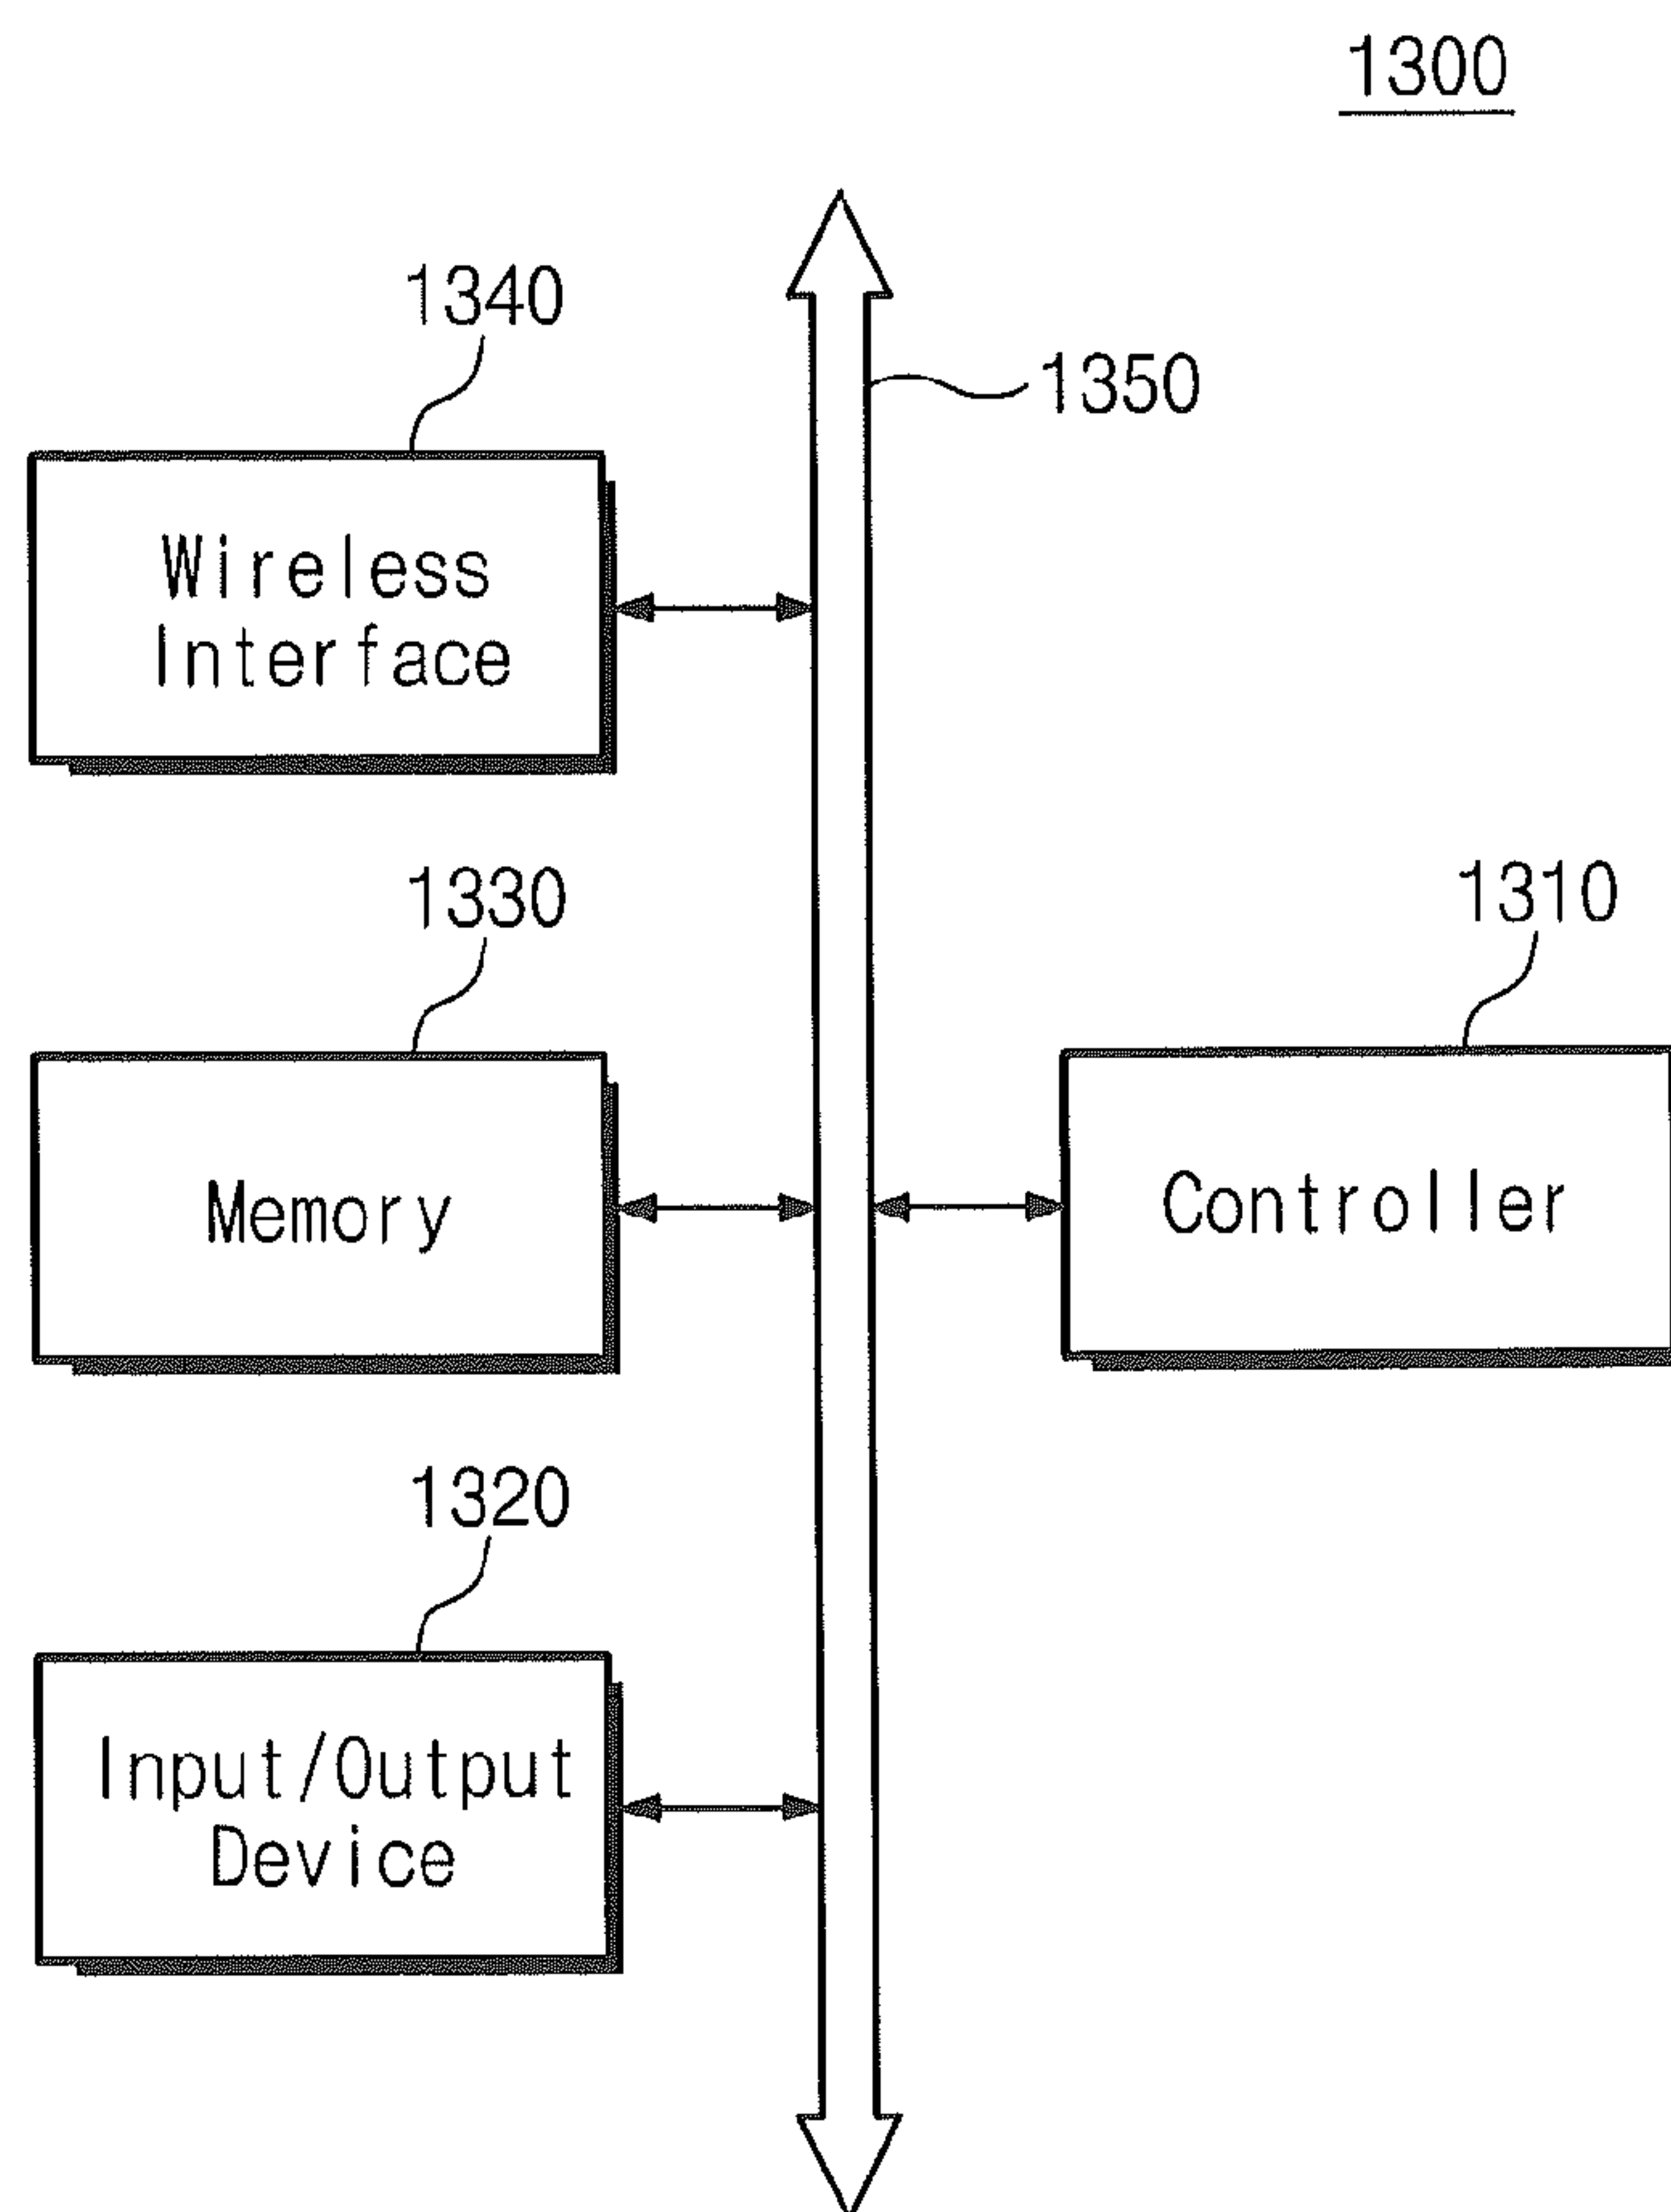 1300
1340
1350
Wireless
Interface
1330
1310
Memory
Controller
1320
Input/Output
Device